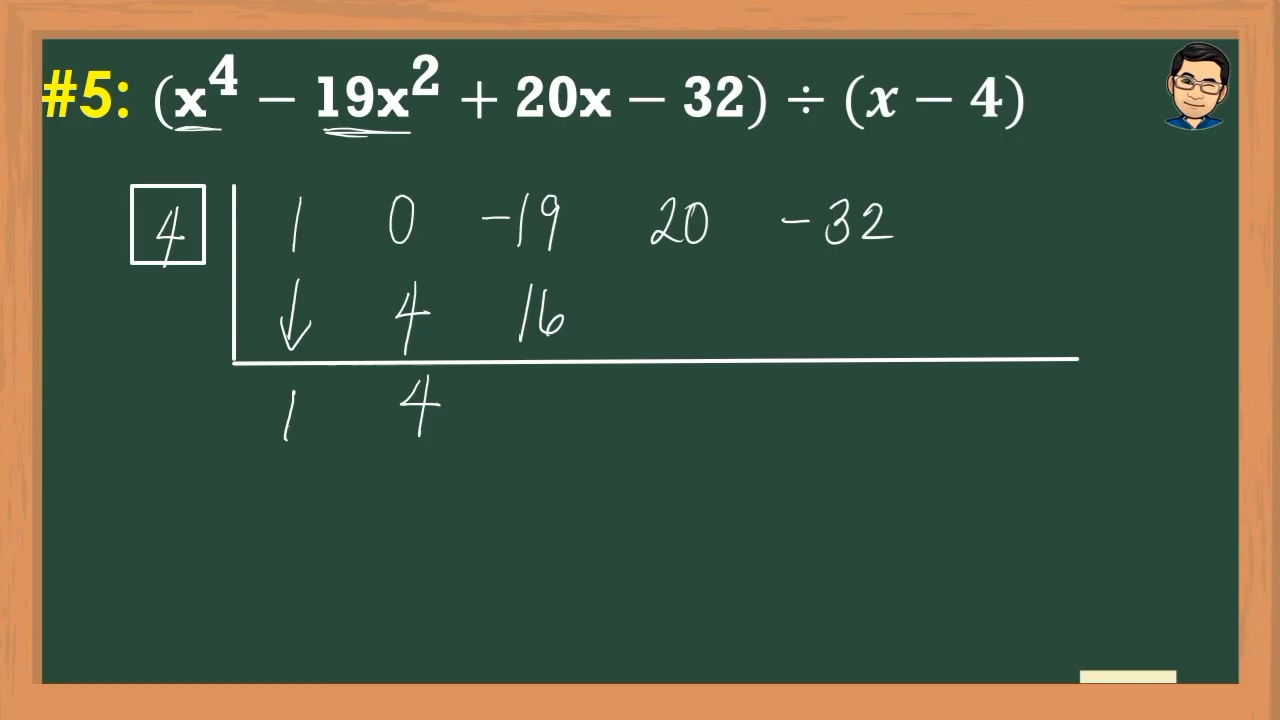 #5: (x⁴ − 19x² + 20x − 32) ÷ (x − 4)
4 1 0 -19 20 -32
↓ 4 16
1 4